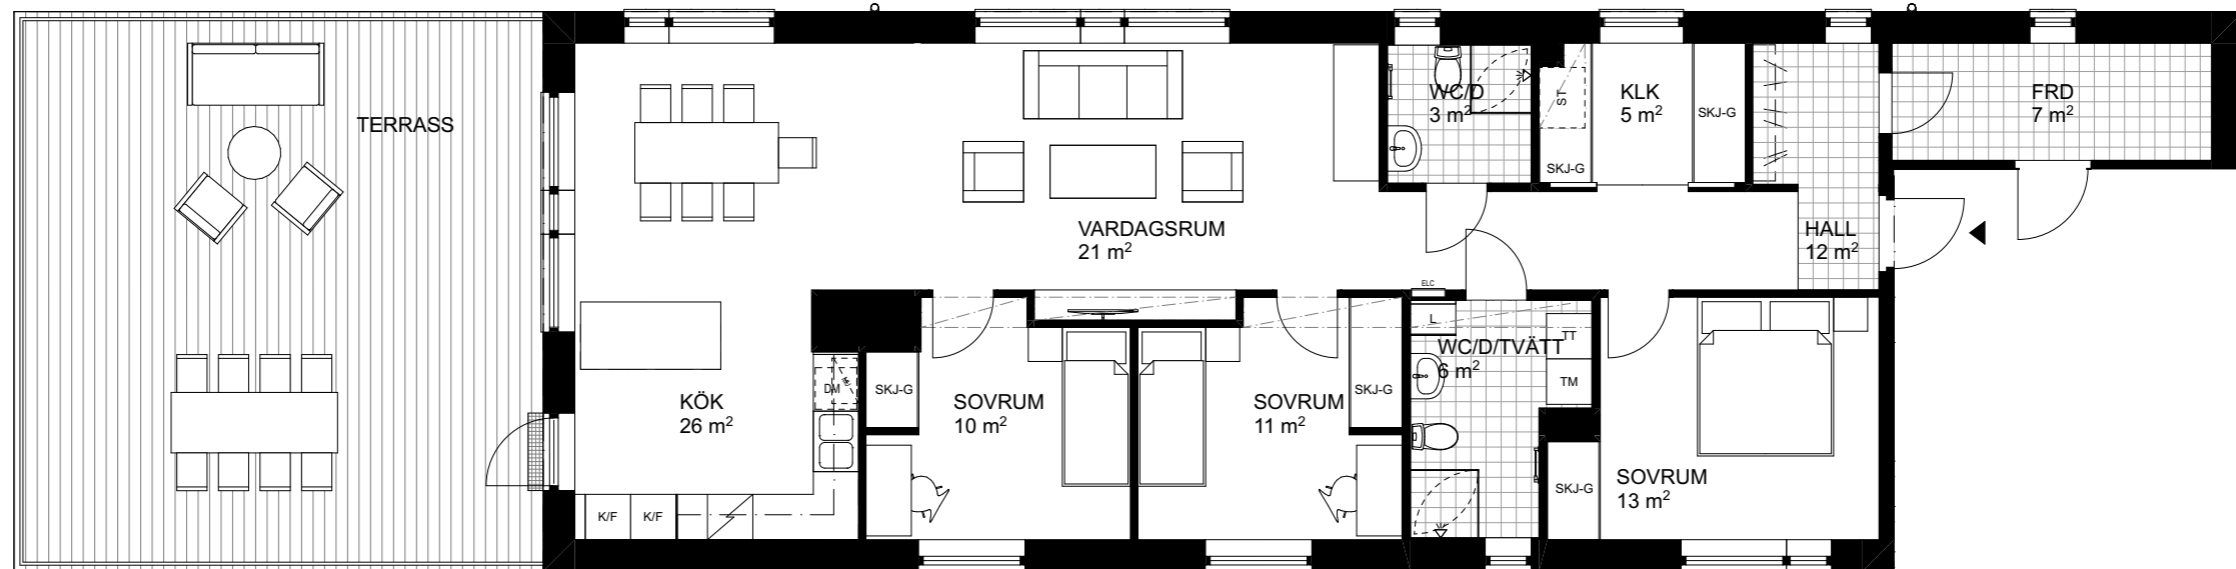 TERRASS
VARDAGSRUM
21 m²
WC/D
3 m²
ST
SKJ-G
KLK
5 m²
SKJ-G
HALL
12 m²
FRD
7 m²
KÖK
26 m²
DM
K/F
K/F
SKJ-G
SOVRUM
10 m²
SOVRUM
11 m²
SKJ-G
ELC
L
WC/D/TVÄTT
6 m²
TT
TM
SKJ-G
SOVRUM
13 m²